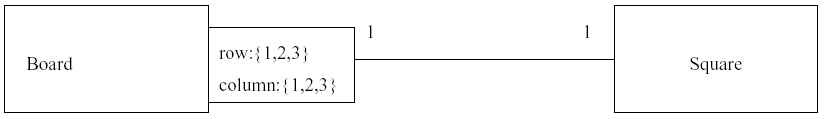 Board
row:{1,2,3}
column:{1,2,3}
1
1
Square